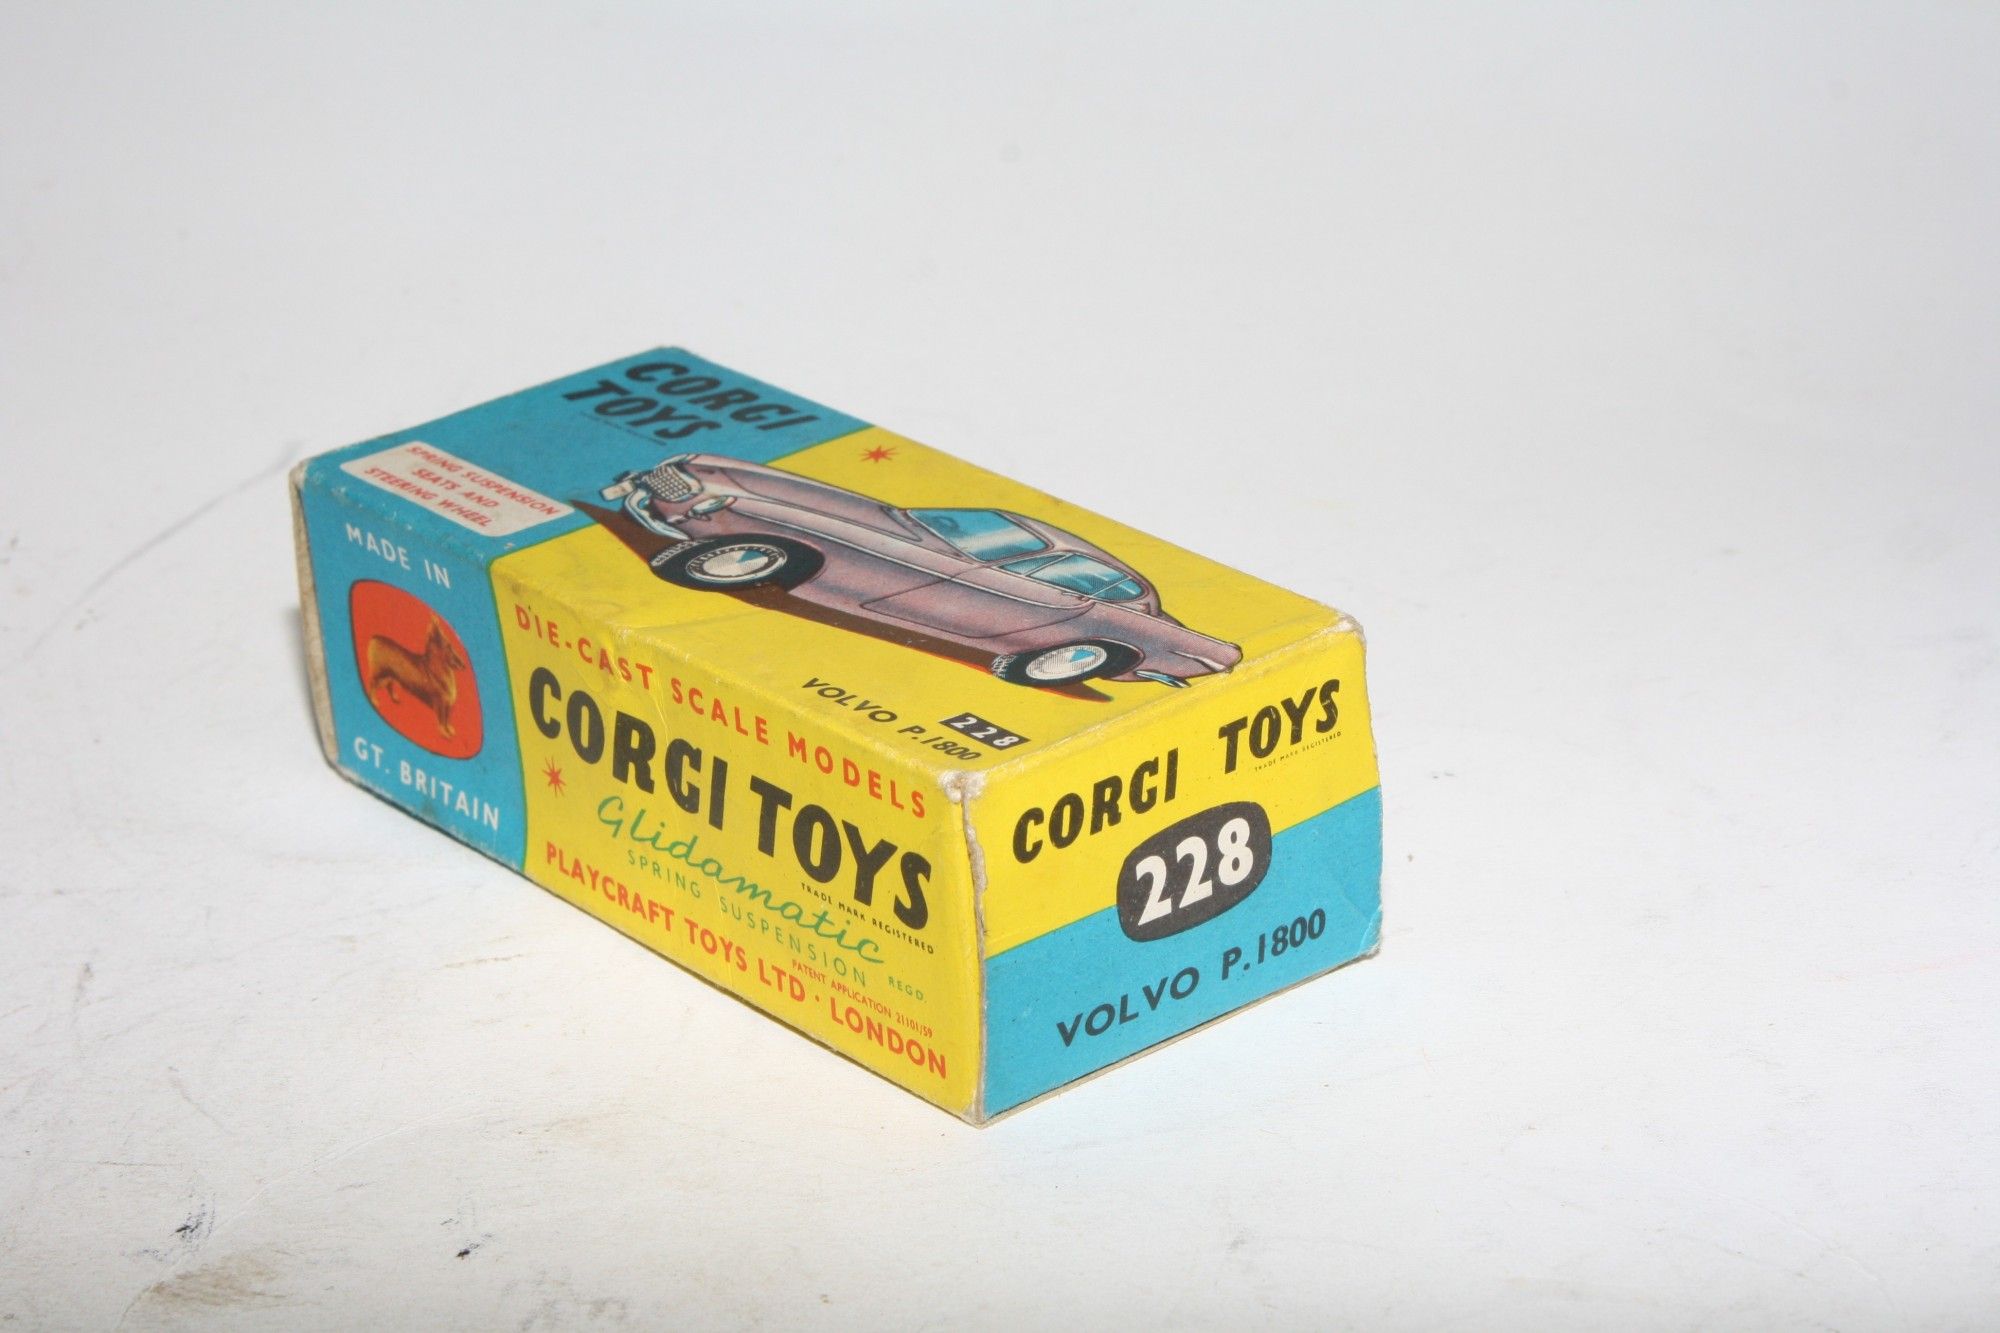 CORGI
TOYS
SPRING SUSPENSION
SEATS AND
STEERING WHEEL
VOLVO P.1800
228
MADE IN
GT. BRITAIN
DIE-CAST SCALE MODELS
CORGI TOYS
TRADE MARK REGISTERED
Glidamatic
SPRING SUSPENSION REGD.
PATENT APPLICATION 21101/59
PLAYCRAFT TOYS LTD · LONDON
CORGI TOYS
TRADE MARK REGISTERED
228
VOLVO P.1800